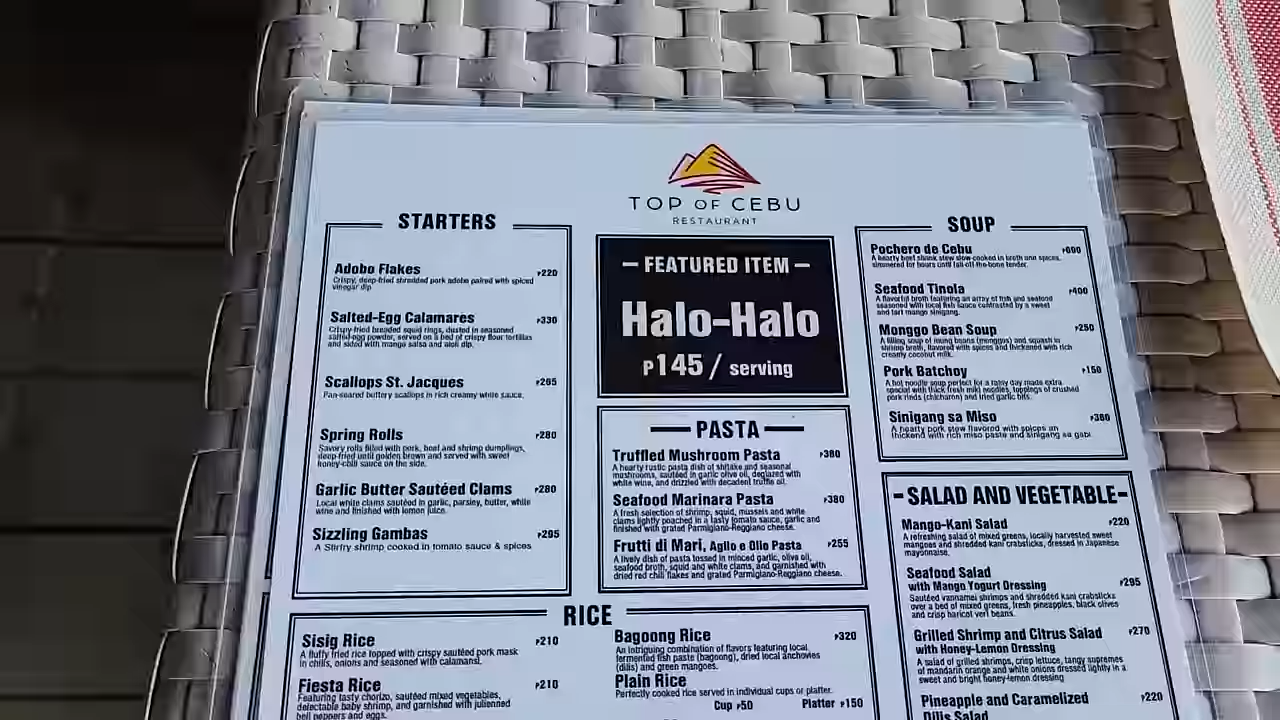 TOP OF CEBU
RESTAURANT
STARTERS
Adobo Flakes ₱220
Crispy, deep-fried shredded pork adobo paired with spiced
vinegar dip
Salted-Egg Calamares ₱330
Crispy-fried breaded squid rings, dusted in seasoned
salted-egg powder, served on a bed of crispy flour tortillas
and sided with mango salsa and aioli dip.
Scallops St. Jacques ₱265
Pan-seared buttery scallops in rich creamy white sauce.
Spring Rolls ₱280
Savory rolls filled with pork, beef and shrimp dumplings,
deep-fried until golden brown and served with sweet
honey-chili sauce on the side.
Garlic Butter Sautéed Clams ₱280
Local white clams sautéed in garlic, parsley, butter, white
wine and finished with lemon juice.
Sizzling Gambas ₱295
A Stirfry shrimp cooked in tomato sauce & spices
– FEATURED ITEM –
Halo-Halo
₱145 / serving
PASTA
Truffled Mushroom Pasta ₱380
A hearty rustic pasta dish of shitake and seasonal
mushrooms, sautéed in garlic olive oil, deglazed with
white wine, and drizzled with decadent truffle oil.
Seafood Marinara Pasta ₱380
A fresh selection of shrimp, squid, mussels and white
clams lightly poached in a tasty tomato sauce, garlic and
finished with grated Parmigiano-Reggiano cheese.
Frutti di Mari, Aglio e Olio Pasta ₱255
A lively dish of pasta tossed in minced garlic, olive oil,
seafood broth, squid and white clams, and garnished with
dried red chili flakes and grated Parmigiano-Reggiano cheese.
SOUP
Pochero de Cebu ₱690
A hearty beef shank stew slow-cooked in broth and spices,
simmered for hours until fall-off-the-bone tender.
Seafood Tinola ₱400
A flavorful broth featuring an array of fish and seafood
seasoned with local fish sauce contrasted by a sweet
and tart mango sinigang.
Monggo Bean Soup ₱250
A filling soup of mung beans (monggos) and squash in
shrimp broth, flavored with spices and thickened with rich
creamy coconut milk.
Pork Batchoy ₱150
A hot noodle soup perfect for a rainy day made extra
special with thick fresh miki noodles, toppings of crushed
pork rinds (chicharon) and fried garlic bits.
Sinigang sa Miso ₱380
A hearty pork stew flavored with spices an
thickend with rich miso paste and sinigang sa gabi
– SALAD AND VEGETABLE –
Mango-Kani Salad ₱220
A refreshing salad of mixed greens, locally harvested sweet
mangoes and shredded kani crabsticks, dressed in Japanese
mayonnaise.
Seafood Salad
with Mango Yogurt Dressing ₱295
Sautéed vannamei shrimps and shredded kani crabsticks
over a bed of mixed greens, fresh pineapples, black olives
and crisp haricot vert beans.
Grilled Shrimp and Citrus Salad ₱270
with Honey-Lemon Dressing
A salad of grilled shrimps, crisp lettuce, tangy supremes
of mandarin orange and white onions dressed lightly in a
sweet and bright honey-lemon dressing
Pineapple and Caramelized ₱220
Dilis Salad
RICE
Sisig Rice ₱210
A fluffy fried rice topped with crispy sautéed pork mask
in chilis, onions and seasoned with calamansi.
Fiesta Rice ₱210
Featuring tasty chorizo, sautéed mixed vegetables,
delectable baby shrimp, and garnished with julienned
bell peppers and eggs.
Bagoong Rice ₱320
An intriguing combination of flavors featuring local
fermented fish paste (bagoong), dried local anchovies
(dilis) and green mangoes.
Plain Rice
Perfectly cooked rice served in individual cups or platter.
Cup ₱50 Platter ₱150